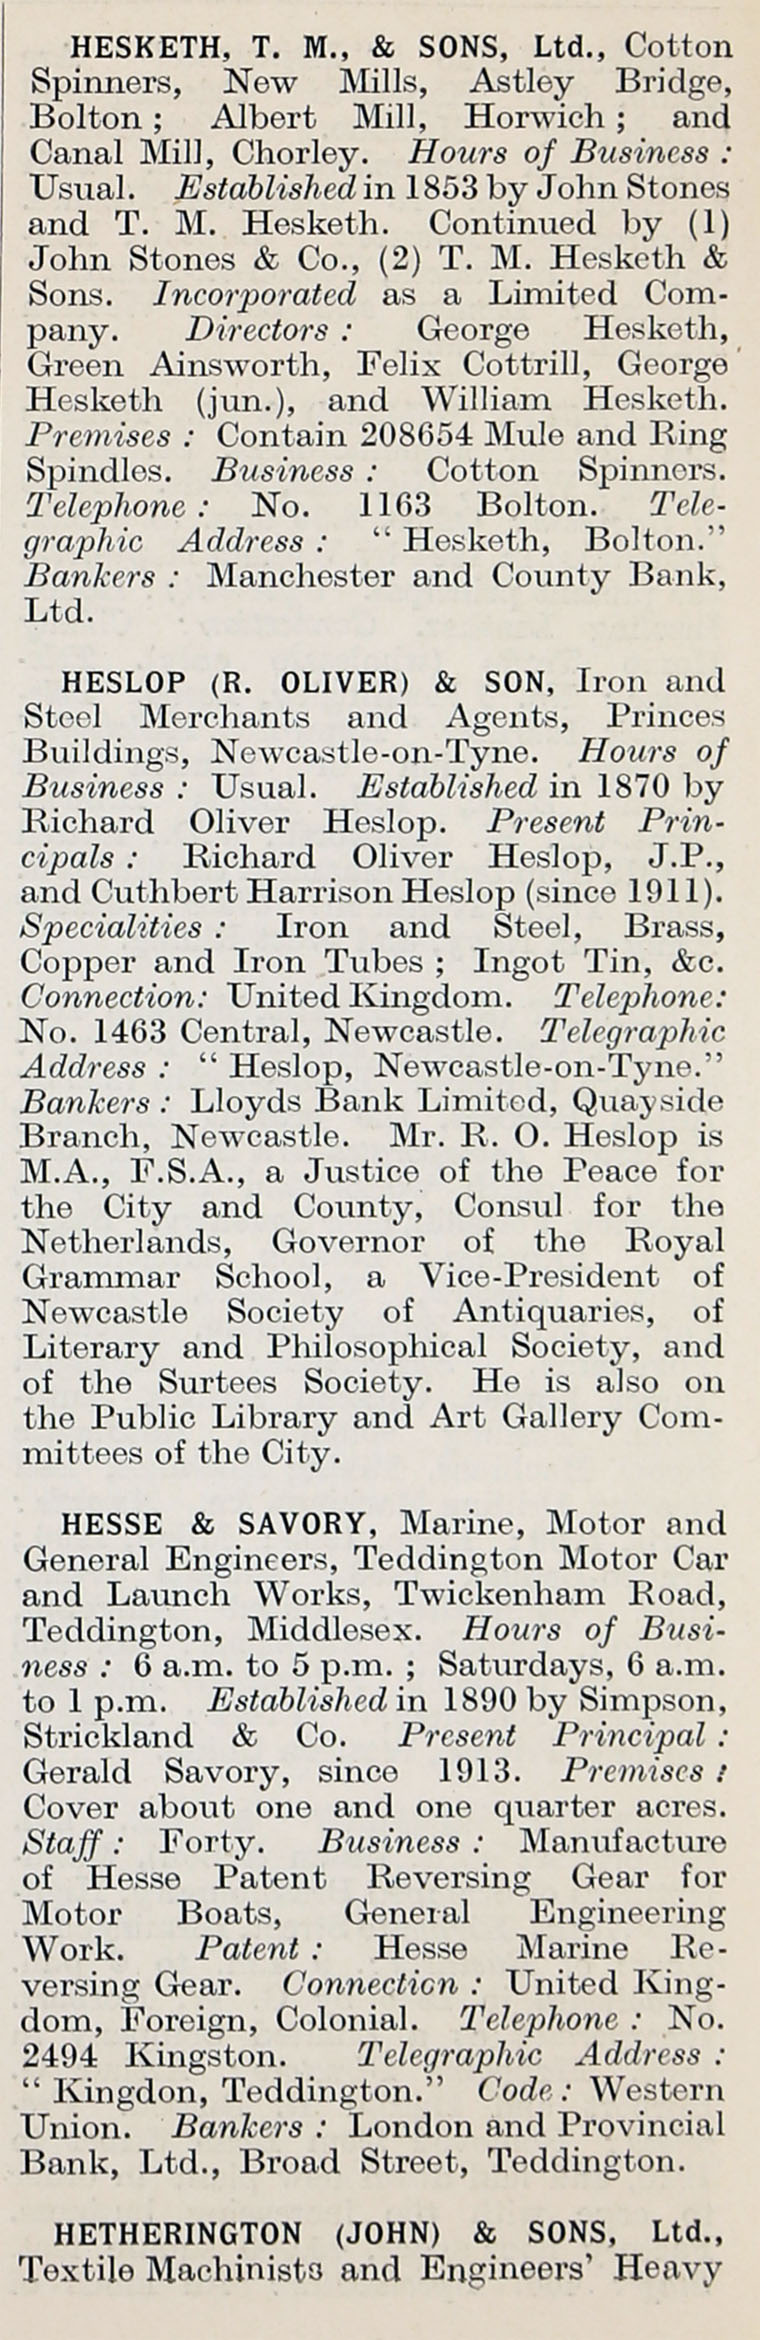 HESKETH, T. M., & SONS, Ltd., Cotton
Spinners, New Mills, Astley Bridge,
Bolton ; Albert Mill, Horwich ; and
Canal Mill, Chorley. Hours of Business :
Usual. Established in 1853 by John Stones
and T. M. Hesketh. Continued by (1)
John Stones & Co., (2) T. M. Hesketh &
Sons. Incorporated as a Limited Com-
pany. Directors : George Hesketh,
Green Ainsworth, Felix Cottrill, George
Hesketh (jun.), and William Hesketh.
Premises : Contain 208654 Mule and Ring
Spindles. Business : Cotton Spinners.
Telephone : No. 1163 Bolton. Tele-
graphic Address : “ Hesketh, Bolton.”
Bankers : Manchester and County Bank,
Ltd.
HESLOP (R. OLIVER) & SON, Iron and
Steel Merchants and Agents, Princes
Buildings, Newcastle-on-Tyne. Hours of
Business : Usual. Established in 1870 by
Richard Oliver Heslop. Present Prin-
cipals : Richard Oliver Heslop, J.P.,
and Cuthbert Harrison Heslop (since 1911).
Specialities : Iron and Steel, Brass,
Copper and Iron Tubes ; Ingot Tin, &c.
Connection: United Kingdom. Telephone:
No. 1463 Central, Newcastle. Telegraphic
Address : “ Heslop, Newcastle-on-Tyne.”
Bankers : Lloyds Bank Limited, Quayside
Branch, Newcastle. Mr. R. O. Heslop is
M.A., F.S.A., a Justice of the Peace for
the City and County, Consul for the
Netherlands, Governor of the Royal
Grammar School, a Vice-President of
Newcastle Society of Antiquaries, of
Literary and Philosophical Society, and
of the Surtees Society. He is also on
the Public Library and Art Gallery Com-
mittees of the City.
HESSE & SAVORY, Marine, Motor and
General Engineers, Teddington Motor Car
and Launch Works, Twickenham Road,
Teddington, Middlesex. Hours of Busi-
ness : 6 a.m. to 5 p.m. ; Saturdays, 6 a.m.
to 1 p.m. Established in 1890 by Simpson,
Strickland & Co. Present Principal :
Gerald Savory, since 1913. Premises :
Cover about one and one quarter acres.
Staff : Forty. Business : Manufacture
of Hesse Patent Reversing Gear for
Motor Boats, General Engineering
Work. Patent : Hesse Marine Re-
versing Gear. Connection : United King-
dom, Foreign, Colonial. Telephone : No.
2494 Kingston. Telegraphic Address :
“ Kingdon, Teddington.” Code : Western
Union. Bankers : London and Provincial
Bank, Ltd., Broad Street, Teddington.
HETHERINGTON (JOHN) & SONS, Ltd.,
Textile Machinists and Engineers’ Heavy